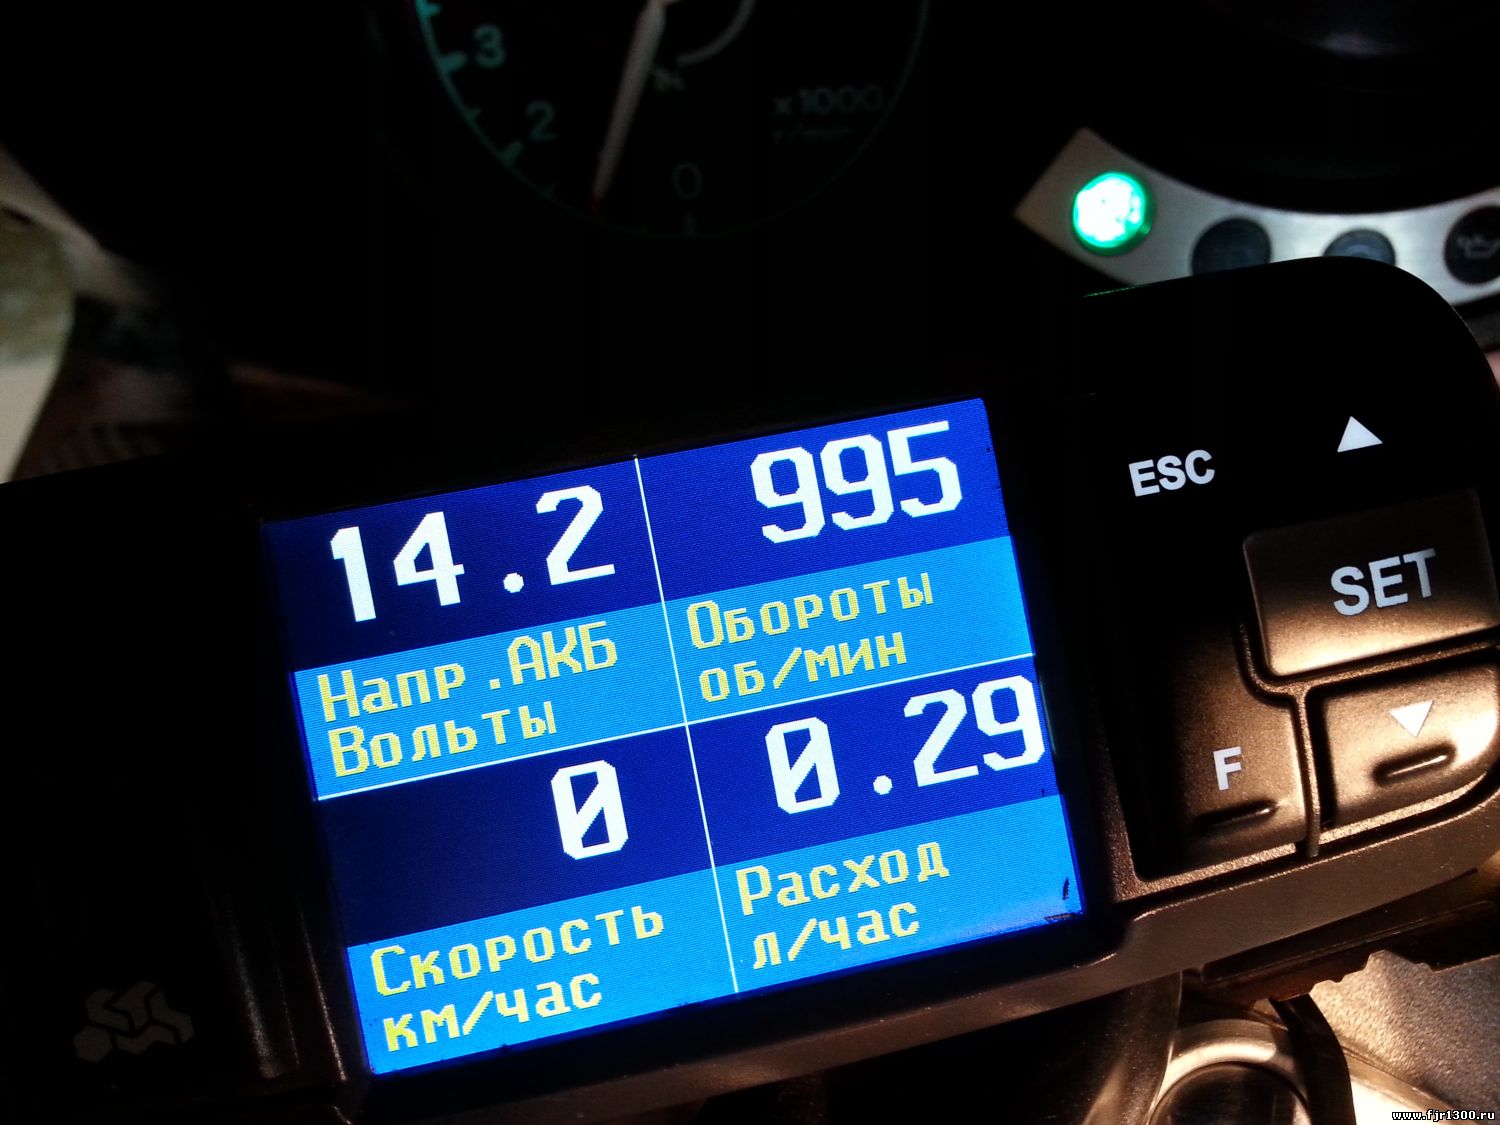 3
2
x1000
r/min
0
14.2
995
Напр.АКБ
Вольты
Обороты
об/мин
0
0.29
Скорость
км/час
Расход
л/час
ESC
SET
F
www.fjr1300.ru